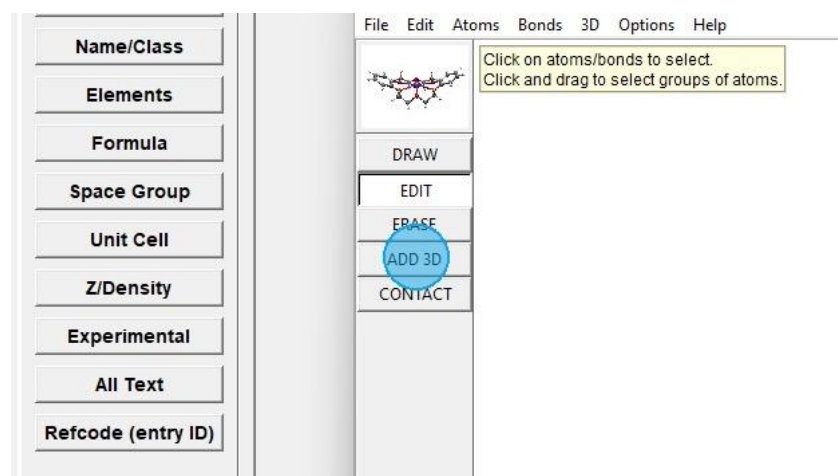 Name/Class
Elements
Formula
Space Group
Unit Cell
Z/Density
Experimental
All Text
Refcode (entry ID)
File Edit Atoms Bonds 3D Options Help
Click on atoms/bonds to select.
Click and drag to select groups of atoms.
DRAW
EDIT
ERASE
ADD 3D
CONTACT